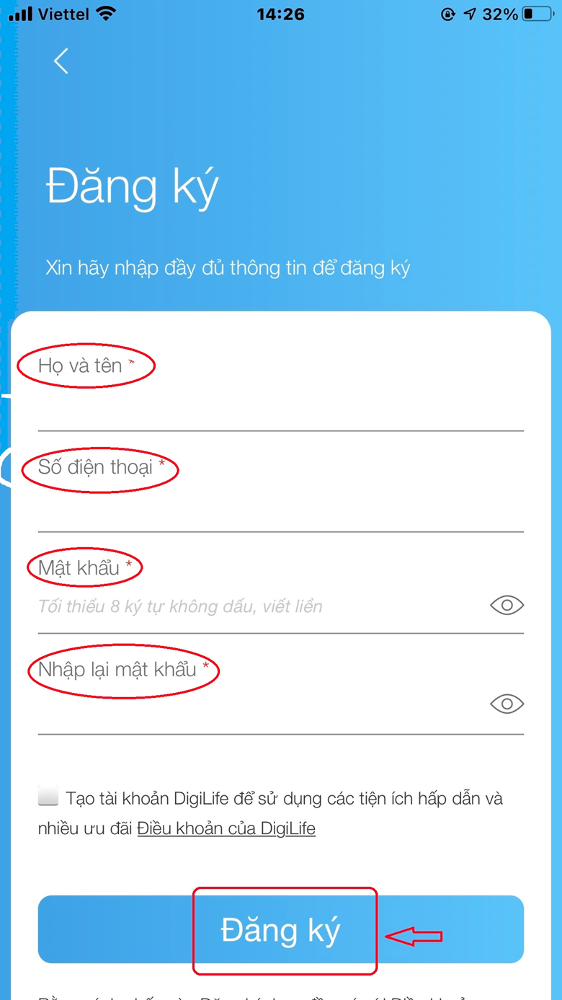 Viettel 14:26 32%
Đăng ký
Xin hãy nhập đầy đủ thông tin để đăng ký
Họ và tên *
Số điện thoại *
Mật khẩu *
Tối thiểu 8 ký tự không dấu, viết liền
Nhập lại mật khẩu *
Tạo tài khoản DigiLife để sử dụng các tiện ích hấp dẫn và
nhiều ưu đãi Điều khoản của DigiLife
Đăng ký